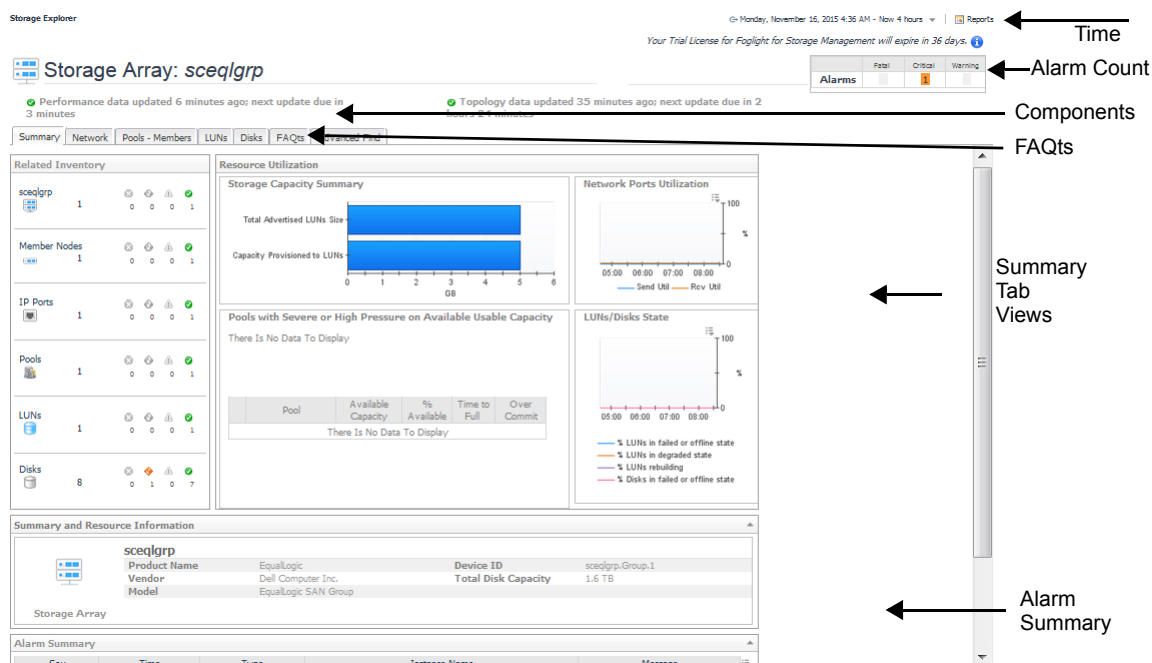 Storage Explorer
Monday, November 16, 2015 4:36 AM - Now 4 hours
Reports
Time
Your Trial License for Foglight for Storage Management will expire in 36 days.
Storage Array: sceqlgrp
Fatal Critical Warning
Alarms 1
Alarm Count
Performance data updated 6 minutes ago; next update due in
3 minutes
Topology data updated 35 minutes ago; next update due in 2
hours 24 minutes
Components
Summary Network Pools - Members LUNs Disks FAQts Advanced Find
FAQts
Related Inventory
sceqlgrp
1 0 0 0 1
Member Nodes
1 0 0 0 1
IP Ports
1 0 0 0 1
Pools
1 0 0 0 1
LUNs
1 0 0 0 1
Disks
8 0 1 0 7
Resource Utilization
Storage Capacity Summary
Total Advertised LUNs Size
Capacity Provisioned to LUNs
0 1 2 3 4 5 6
GB
Network Ports Utilization
100
%
0
05:00 06:00 07:00 08:00
Send Util Rcv Util
Pools with Severe or High Pressure on Available Usable Capacity
There Is No Data To Display
Pool Available Capacity % Available Time to Full Over Commit
There Is No Data To Display
LUNs/Disks State
100
%
0
05:00 06:00 07:00 08:00
% LUNs in failed or offline state
% LUNs in degraded state
% LUNs rebuilding
% Disks in failed or offline state
Summary
Tab
Views
Summary and Resource Information
Storage Array
sceqlgrp
Product Name EqualLogic Device ID sceqlgrp.Group.1
Vendor Dell Computer Inc. Total Disk Capacity 1.6 TB
Model EqualLogic SAN Group
Alarm
Summary
Alarm Summary
Time Type Instance Name Message